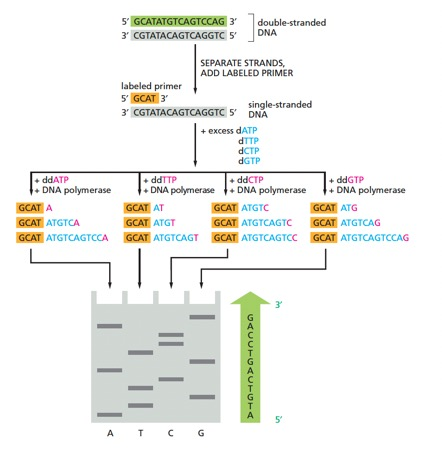 5′ GCATATGTCAGTCCAG 3′
3′ CGTATACAGTCAGGTC 5′
double-stranded
DNA
SEPARATE STRANDS,
ADD LABELED PRIMER
labeled primer
5′ GCAT 3′
3′ CGTATACAGTCAGGTC 5′
single-stranded
DNA
+ excess dATP
dTTP
dCTP
dGTP
+ ddATP
+ DNA polymerase
GCAT A
GCAT ATGTCA
GCAT ATGTCAGTCCA
+ ddTTP
+ DNA polymerase
GCAT AT
GCAT ATGT
GCAT ATGTCAGT
+ ddCTP
+ DNA polymerase
GCAT ATGTC
GCAT ATGTCAGTC
GCAT ATGTCAGTCC
+ ddGTP
+ DNA polymerase
GCAT ATG
GCAT ATGTCAG
GCAT ATGTCAGTCCAG
3′
GACCTGACTGTA
5′
A T C G